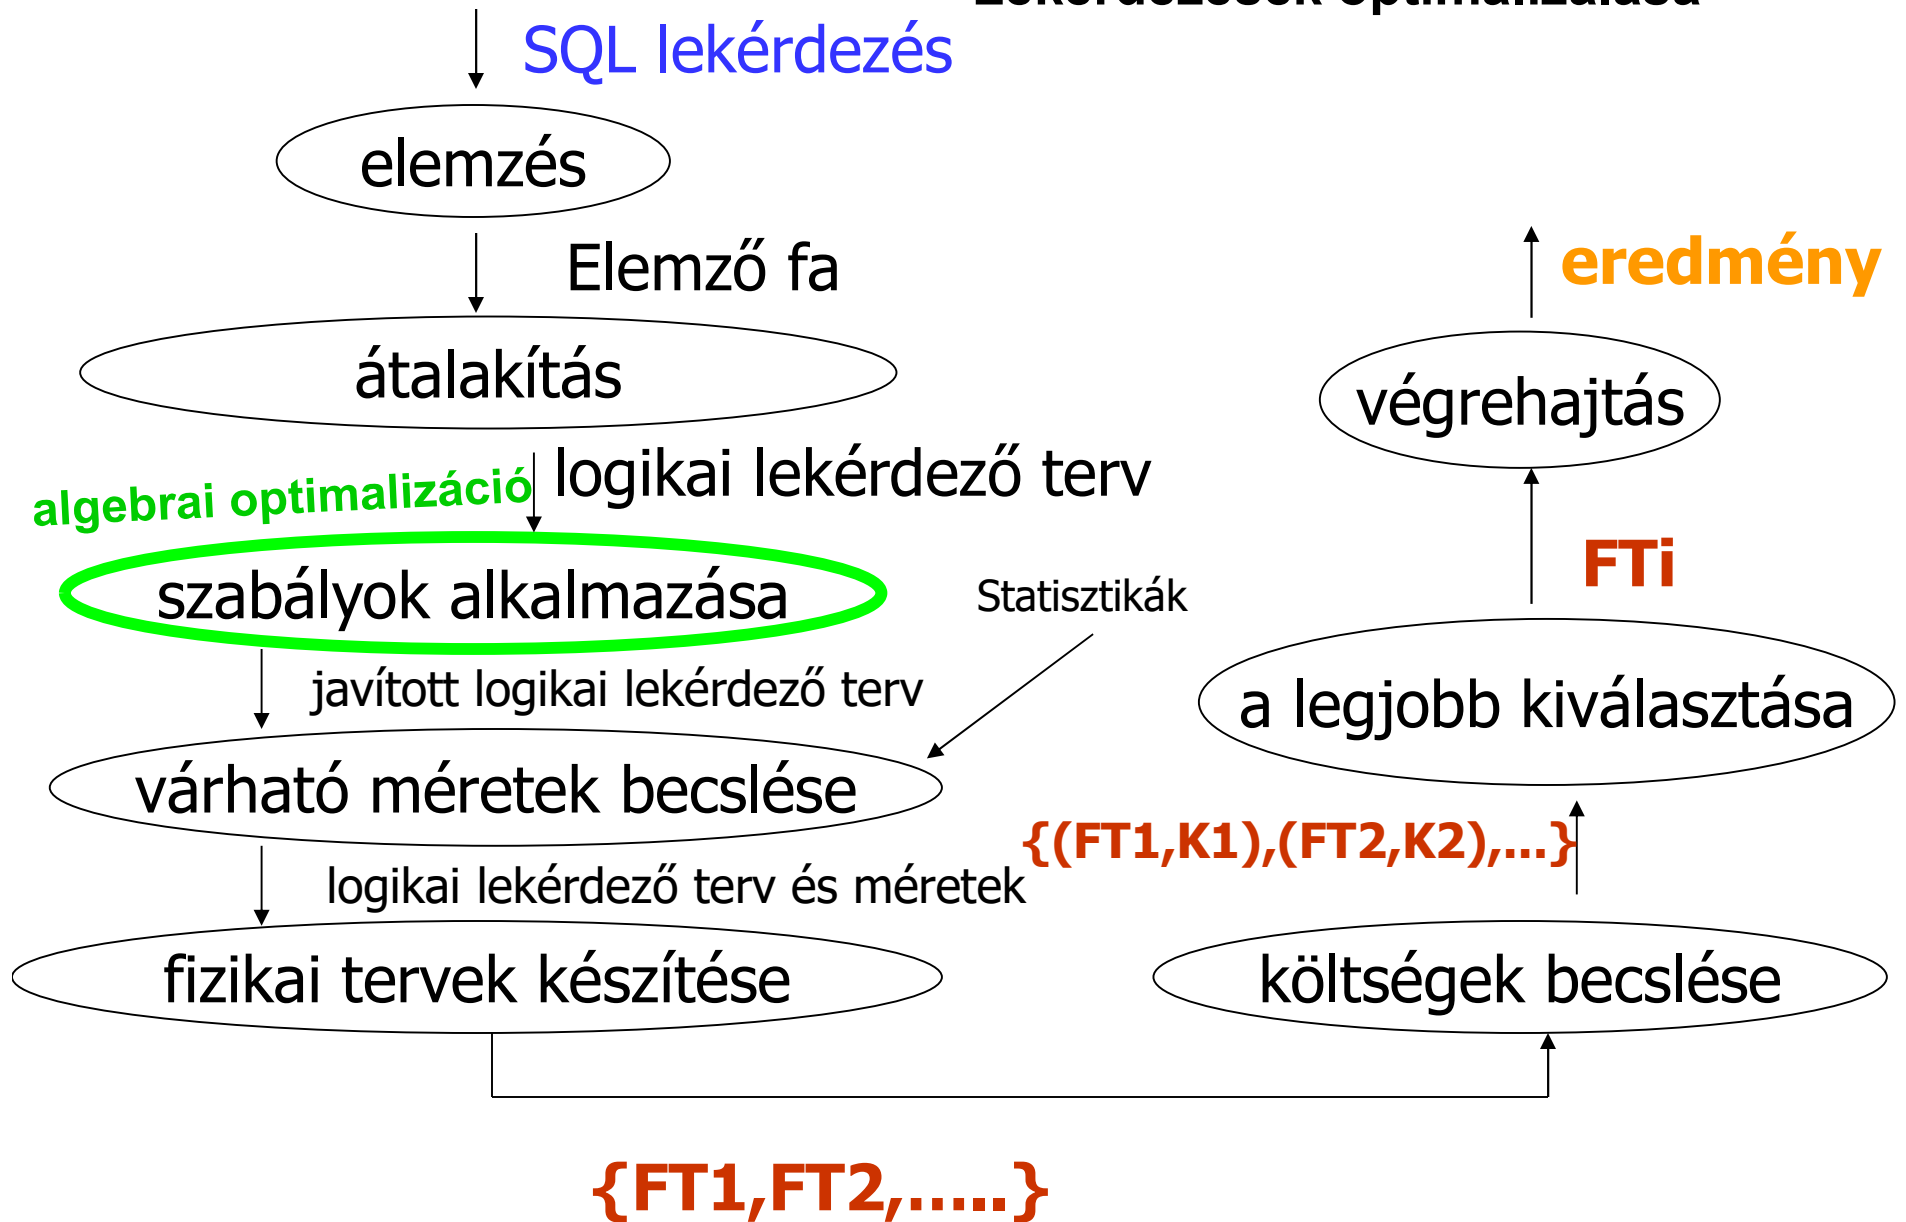 Lekérdezések optimalizálása
SQL lekérdezés
elemzés
Elemző fa
átalakítás
logikai lekérdező terv
algebrai optimalizáció
szabályok alkalmazása
Statisztikák
javított logikai lekérdező terv
várható méretek becslése
logikai lekérdező terv és méretek
fizikai tervek készítése
{FT1,FT2,…..}
költségek becslése
{(FT1,K1),(FT2,K2),...}
a legjobb kiválasztása
FTi
végrehajtás
eredmény